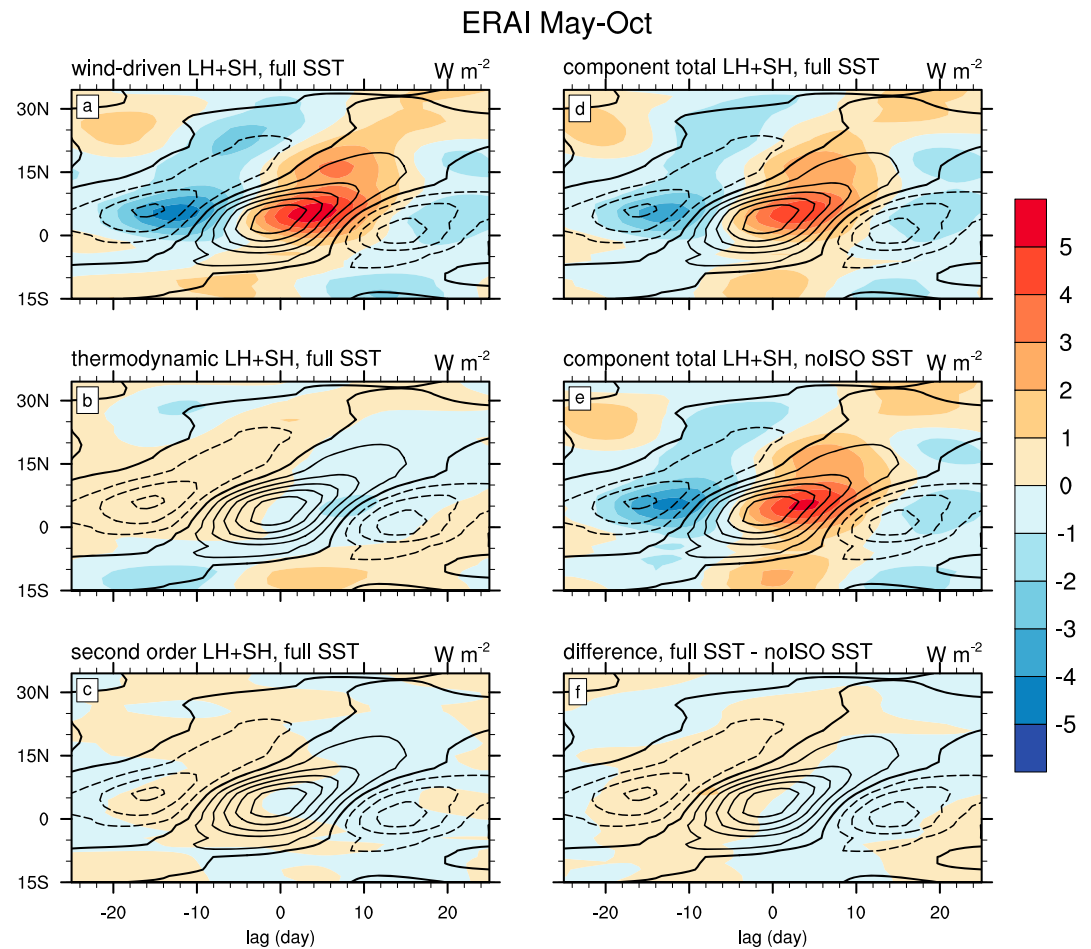 ERAI May-Oct
wind-driven LH+SH, full SST W m-2
a
30N
15N
0
15S
component total LH+SH, full SST W m-2
d
thermodynamic LH+SH, full SST W m-2
b
30N
15N
0
15S
component total LH+SH, noISO SST W m-2
e
second order LH+SH, full SST W m-2
c
30N
15N
0
15S
-20 -10 0 10 20
lag (day)
difference, full SST - noISO SST W m-2
f
-20 -10 0 10 20
lag (day)
5
4
3
2
1
0
-1
-2
-3
-4
-5